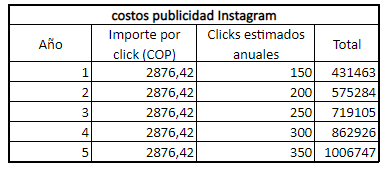 costos publicidad Instagram
Año Importe por click (COP) Clicks estimados anuales Total
1 2876,42 150 431463
2 2876,42 200 575284
3 2876,42 250 719105
4 2876,42 300 862926
5 2876,42 350 1006747